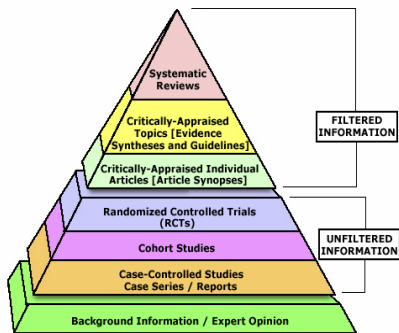 Systematic
Reviews
Critically-Appraised
Topics [Evidence
Syntheses and Guidelines]
Critically-Appraised Individual
Articles [Article Synopses]
FILTERED
INFORMATION
Randomized Controlled Trials
(RCTs)
Cohort Studies
UNFILTERED
INFORMATION
Case-Controlled Studies
Case Series / Reports
Background Information / Expert Opinion